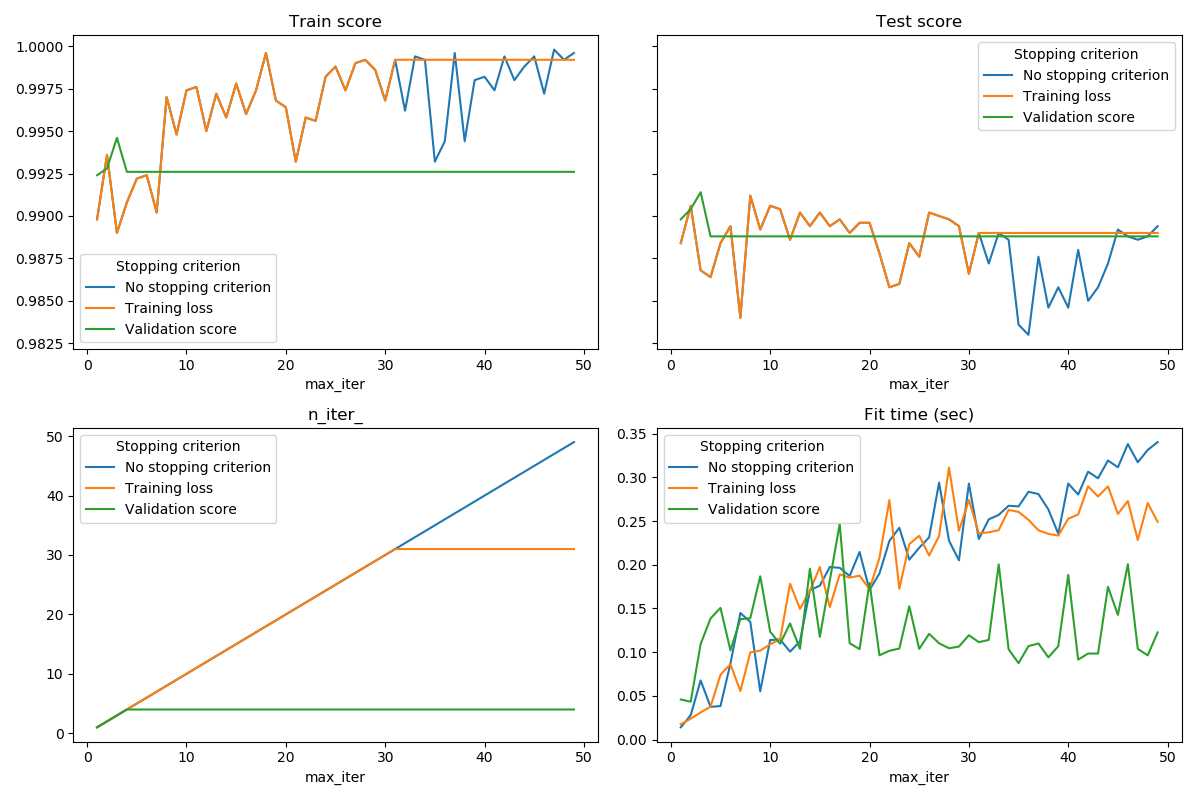 Train score
1.0000
0.9975
0.9950
0.9925
0.9900
0.9875
0.9850
0.9825
Stopping criterion
No stopping criterion
Training loss
Validation score
0 10 20 30 40 50
max_iter
Test score
Stopping criterion
No stopping criterion
Training loss
Validation score
0 10 20 30 40 50
max_iter
n_iter_
50
40
30
20
10
0
Stopping criterion
No stopping criterion
Training loss
Validation score
0 10 20 30 40 50
max_iter
Fit time (sec)
0.35
0.30
0.25
0.20
0.15
0.10
0.05
0.00
Stopping criterion
No stopping criterion
Training loss
Validation score
0 10 20 30 40 50
max_iter